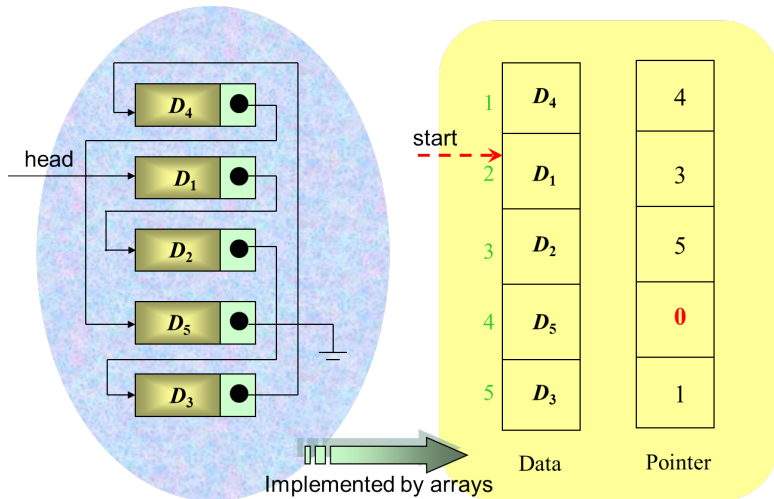 head
D4
D1
D2
D5
D3
Implemented by arrays
start
1 D4 4
2 D1 3
3 D2 5
4 D5 0
5 D3 1
Data Pointer